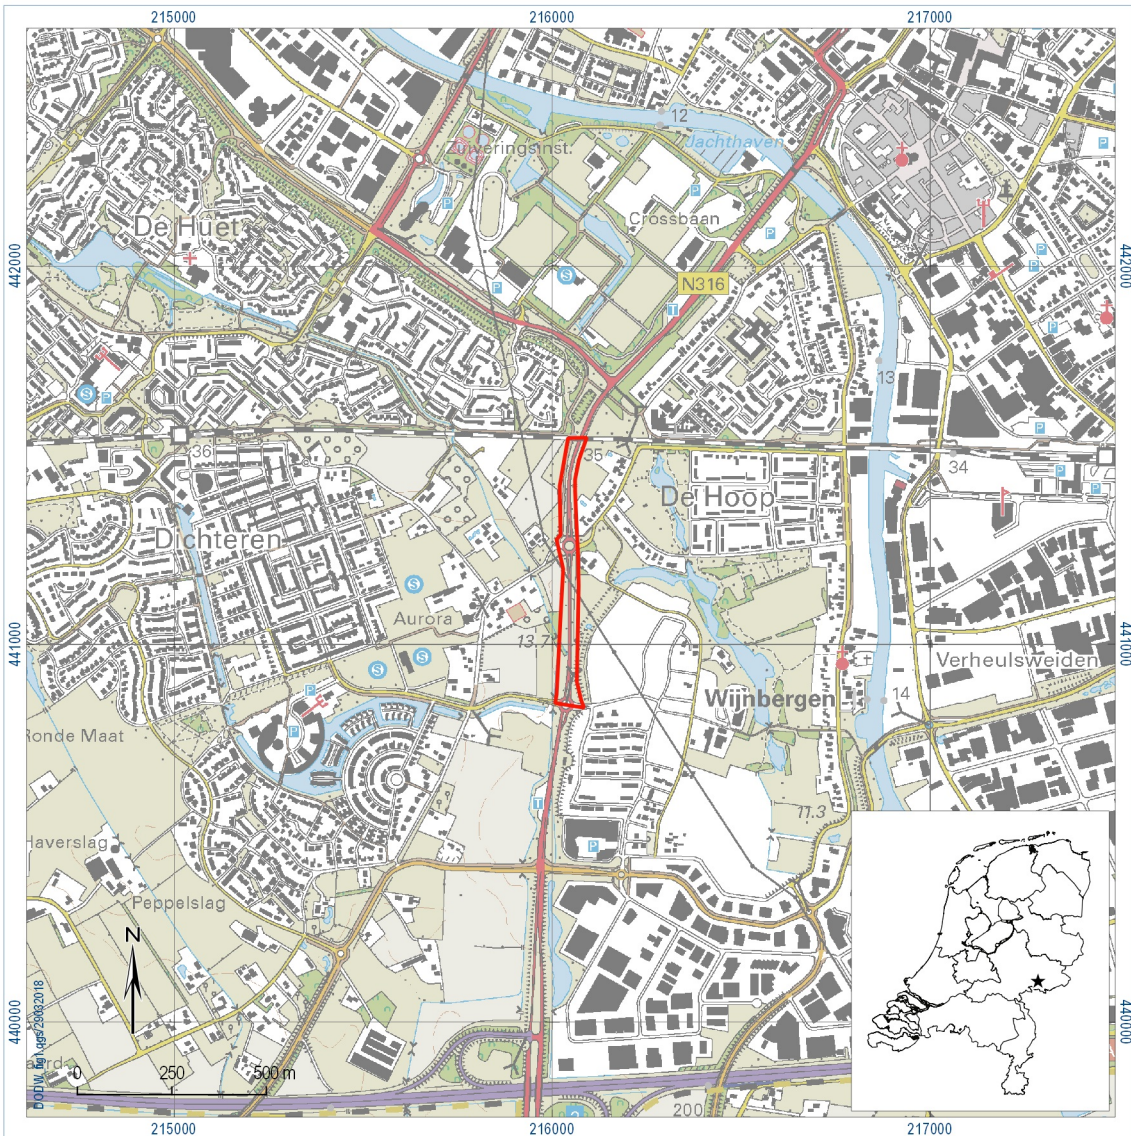 215000
216000
217000
12
Zuiveringsinst.
Jachthaven
P
P
P
Crossbaan
De Huet
P
P
P
442000
442000
S
P
N316
T
P
13
S
P
P
36
35
34
De Hoop
P
P
Dichteren
S
Aurora
13.7
441000
441000
S
S
Verheulsweiden
P
Wijnbergen
14
P
Ronde Maat
T
11.3
Haverslag
P
Peppelslag
N
440000
440000
0
250
500 m
200
215000
216000
217000